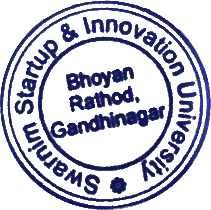 Swarnim Startup & Innovation University
Bhoyan
Rathod,
Gandhinagar